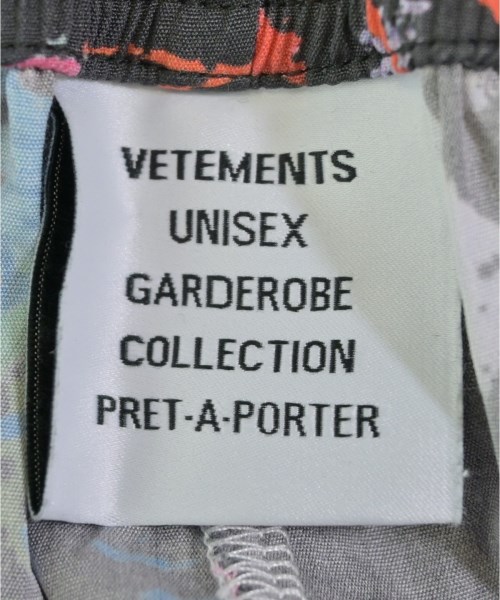 VETEMENTS
UNISEX
GARDEROBE
COLLECTION
PRET-A-PORTER